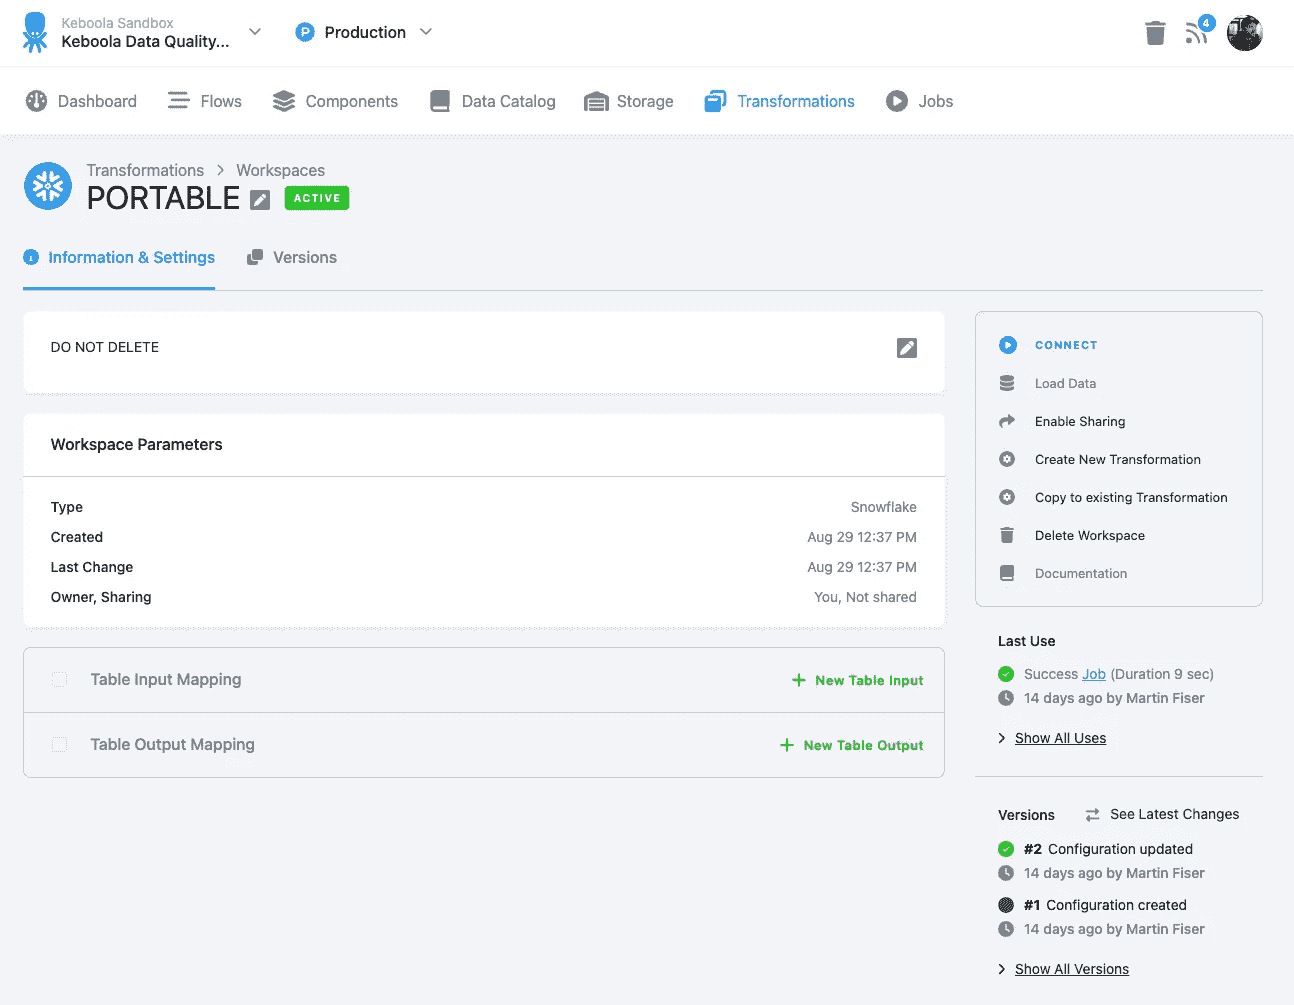 Keboola Sandbox
Keboola Data Quality...
P Production
4
Dashboard Flows Components Data Catalog Storage Transformations Jobs
Transformations > Workspaces
PORTABLE ACTIVE
Information & Settings Versions
DO NOT DELETE
Workspace Parameters
Type Snowflake
Created Aug 29 12:37 PM
Last Change Aug 29 12:37 PM
Owner, Sharing You, Not shared
Table Input Mapping + New Table Input
Table Output Mapping + New Table Output
CONNECT
Load Data
Enable Sharing
Create New Transformation
Copy to existing Transformation
Delete Workspace
Documentation
Last Use
Success Job (Duration 9 sec)
14 days ago by Martin Fiser
> Show All Uses
Versions See Latest Changes
#2 Configuration updated
14 days ago by Martin Fiser
#1 Configuration created
14 days ago by Martin Fiser
> Show All Versions